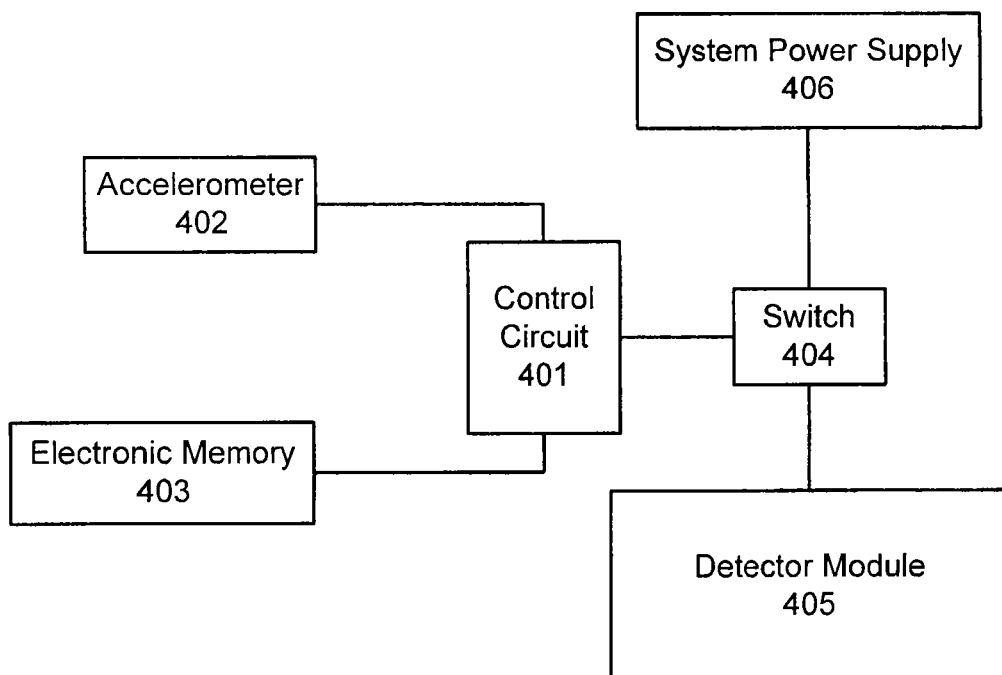 System Power Supply
406
Accelerometer
402
Control
Circuit
401
Switch
404
Electronic Memory
403
Detector Module
405